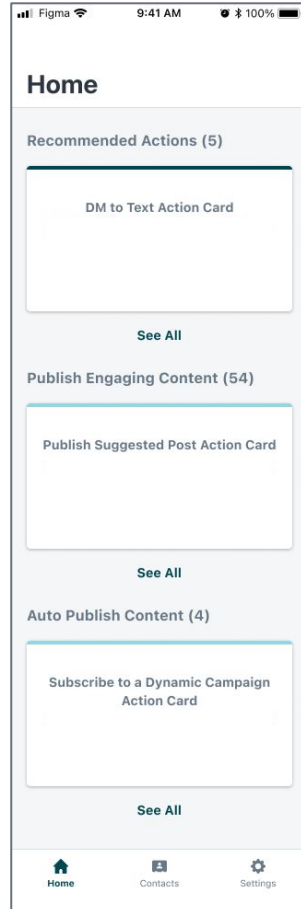 Figma 9:41 AM 100%
Home
Recommended Actions (5)
DM to Text Action Card
See All
Publish Engaging Content (54)
Publish Suggested Post Action Card
See All
Auto Publish Content (4)
Subscribe to a Dynamic Campaign
Action Card
See All
Home Contacts Settings